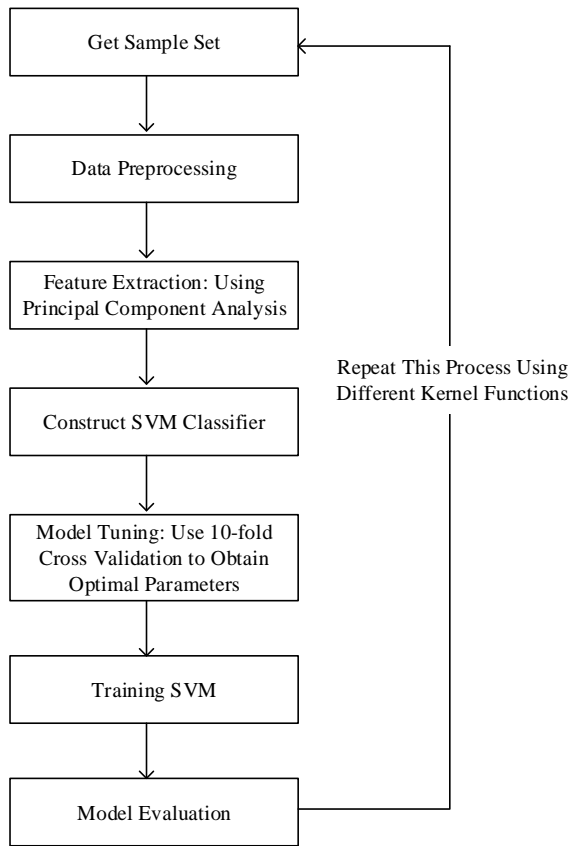 Get Sample Set
Data Preprocessing
Feature Extraction: Using
Principal Component Analysis
Construct SVM Classifier
Model Tuning: Use 10-fold
Cross Validation to Obtain
Optimal Parameters
Training SVM
Model Evaluation
Repeat This Process Using
Different Kernel Functions